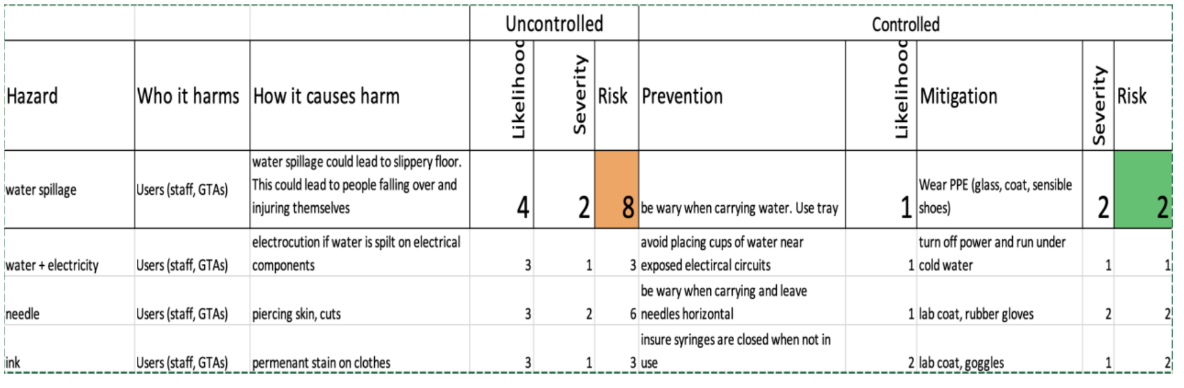 Uncontrolled Controlled
Hazard Who it harms How it causes harm Likelihood Severity Risk Prevention Likelihood Mitigation Severity Risk
water spillage Users (staff, GTAs) water spillage could lead to slippery floor. This could lead to people falling over and injuring themselves 4 2 8 be wary when carrying water. Use tray 1 Wear PPE (glass, coat, sensible shoes) 2 2
water + electricity Users (staff, GTAs) electrocution if water is spilt on electrical components 3 1 3 avoid placing cups of water near exposed electircal circuits 1 turn off power and run under cold water 1 1
needle Users (staff, GTAs) piercing skin, cuts 3 2 6 be wary when carrying and leave needles horizontal 1 lab coat, rubber gloves 2 2
ink Users (staff, GTAs) permenant stain on clothes 3 1 3 insure syringes are closed when not in use 2 lab coat, goggles 1 2